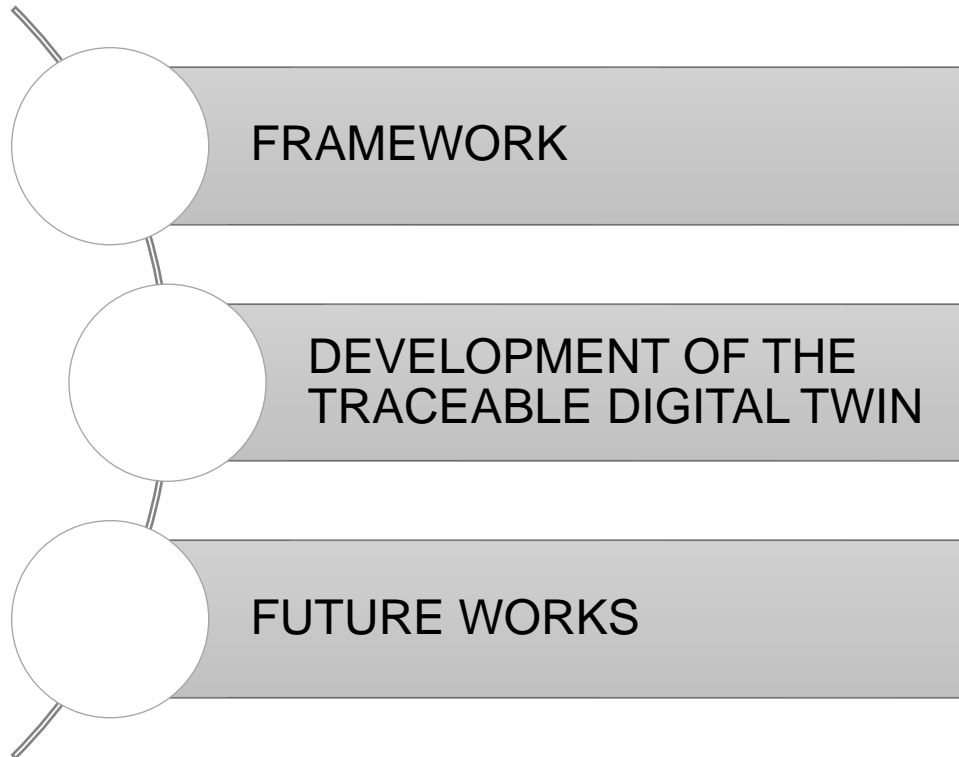 FRAMEWORK
DEVELOPMENT OF THE
TRACEABLE DIGITAL TWIN
FUTURE WORKS